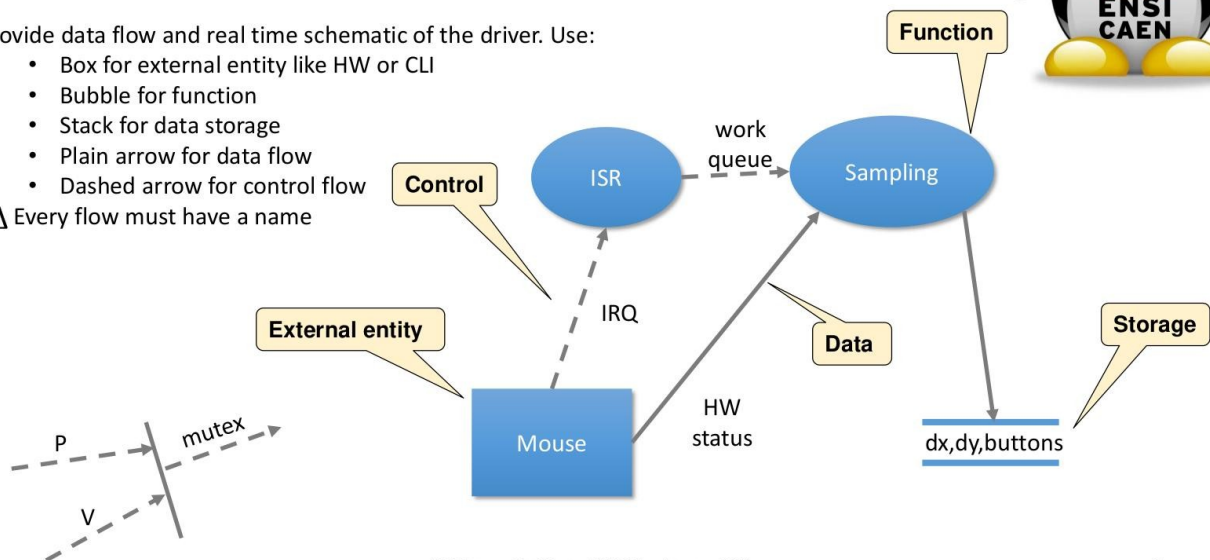 ovide data flow and real time schematic of the driver. Use:
• Box for external entity like HW or CLI
• Bubble for function
• Stack for data storage
• Plain arrow for data flow
• Dashed arrow for control flow
Every flow must have a name
ENSI
CAEN
Function
work
queue
ISR
Sampling
Control
IRQ
External entity
Data
Storage
HW
status
Mouse
dx,dy,buttons
P
mutex
V